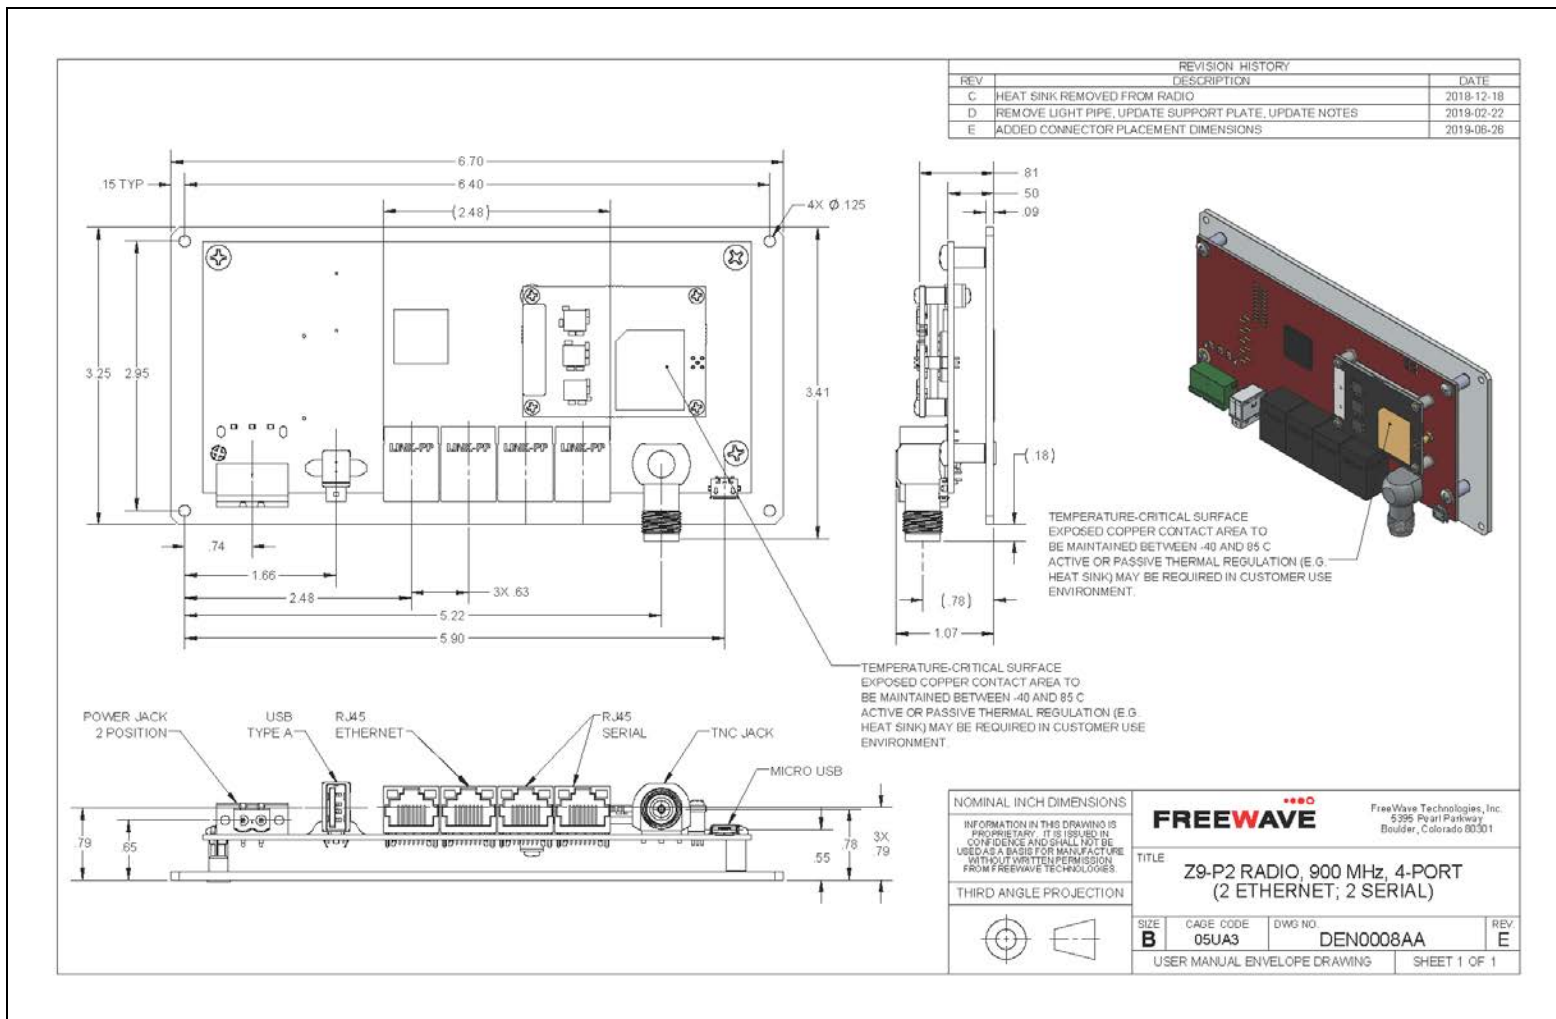 REVISION HISTORY
REV DESCRIPTION DATE
C HEAT SINK REMOVED FROM RADIO 2018-12-18
D REMOVE LIGHT PIPE, UPDATE SUPPORT PLATE, UPDATE NOTES 2019-02-22
E ADDED CONNECTOR PLACEMENT DIMENSIONS 2019-06-26
6.70
.15 TYP
6.40
(2.48)
4X Ø.125
.81
.50
.09
3.25
2.95
3.41
LINK-PP LINK-PP LINK-PP LINK-PP
(.18)
.74
1.66
2.48
3X .63
5.22
5.90
(.78)
1.07
TEMPERATURE-CRITICAL SURFACE
EXPOSED COPPER CONTACT AREA TO
BE MAINTAINED BETWEEN -40 AND 85 C
ACTIVE OR PASSIVE THERMAL REGULATION (E.G.
HEAT SINK) MAY BE REQUIRED IN CUSTOMER USE
ENVIRONMENT.
TEMPERATURE-CRITICAL SURFACE
EXPOSED COPPER CONTACT AREA TO
BE MAINTAINED BETWEEN -40 AND 85 C
ACTIVE OR PASSIVE THERMAL REGULATION (E.G.
HEAT SINK) MAY BE REQUIRED IN CUSTOMER USE
ENVIRONMENT.
POWER JACK
2 POSITION
USB
TYPE A
RJ45
ETHERNET
RJ45
SERIAL
TNC JACK
MICRO USB
.79
.65
.55
.78
3X
.79
NOMINAL INCH DIMENSIONS
INFORMATION IN THIS DRAWING IS
PROPRIETARY. IT IS ISSUED IN
CONFIDENCE AND SHALL NOT BE
USED AS A BASIS FOR MANUFACTURE
WITHOUT WRITTEN PERMISSION
FROM FREEWAVE TECHNOLOGIES.
THIRD ANGLE PROJECTION
FREEWAVE
FreeWave Technologies, Inc.
5395 Pearl Parkway
Boulder, Colorado 80301
TITLE
Z9-P2 RADIO, 900 MHz, 4-PORT
(2 ETHERNET; 2 SERIAL)
SIZE
B
CAGE CODE
05UA3
DWG NO.
DEN0008AA
REV.
E
USER MANUAL ENVELOPE DRAWING
SHEET 1 OF 1